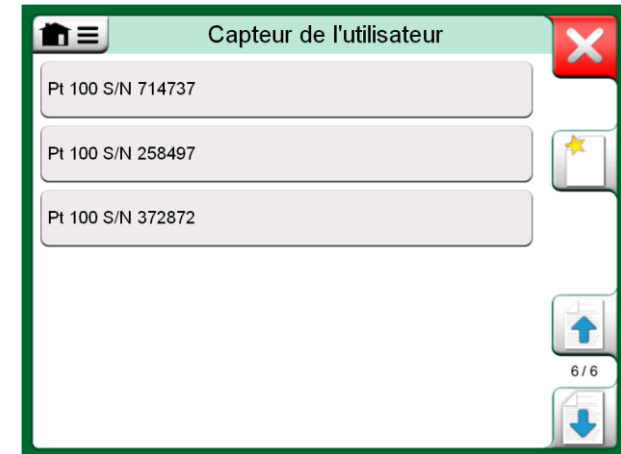 Capteur de l'utilisateur
Pt 100 S/N 714737
Pt 100 S/N 258497
Pt 100 S/N 372872
6 / 6